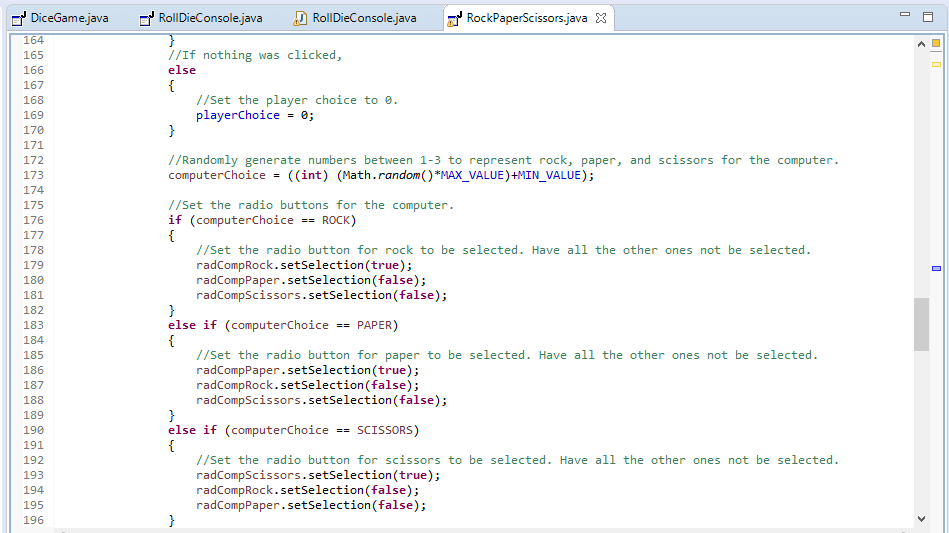 DiceGame.java RollDieConsole.java RollDieConsole.java RockPaperScissors.java
164 }
165 //If nothing was clicked,
166 else
167 {
168 //Set the player choice to 0.
169 playerChoice = 0;
170 }
171
172 //Randomly generate numbers between 1-3 to represent rock, paper, and scissors for the computer.
173 computerChoice = ((int) (Math.random()*MAX_VALUE)+MIN_VALUE);
174
175 //Set the radio buttons for the computer.
176 if (computerChoice == ROCK)
177 {
178 //Set the radio button for rock to be selected. Have all the other ones not be selected.
179 radCompRock.setSelection(true);
180 radCompPaper.setSelection(false);
181 radCompScissors.setSelection(false);
182 }
183 else if (computerChoice == PAPER)
184 {
185 //Set the radio button for paper to be selected. Have all the other ones not be selected.
186 radCompPaper.setSelection(true);
187 radCompRock.setSelection(false);
188 radCompScissors.setSelection(false);
189 }
190 else if (computerChoice == SCISSORS)
191 {
192 //Set the radio button for scissors to be selected. Have all the other ones not be selected.
193 radCompScissors.setSelection(true);
194 radCompRock.setSelection(false);
195 radCompPaper.setSelection(false);
196 }